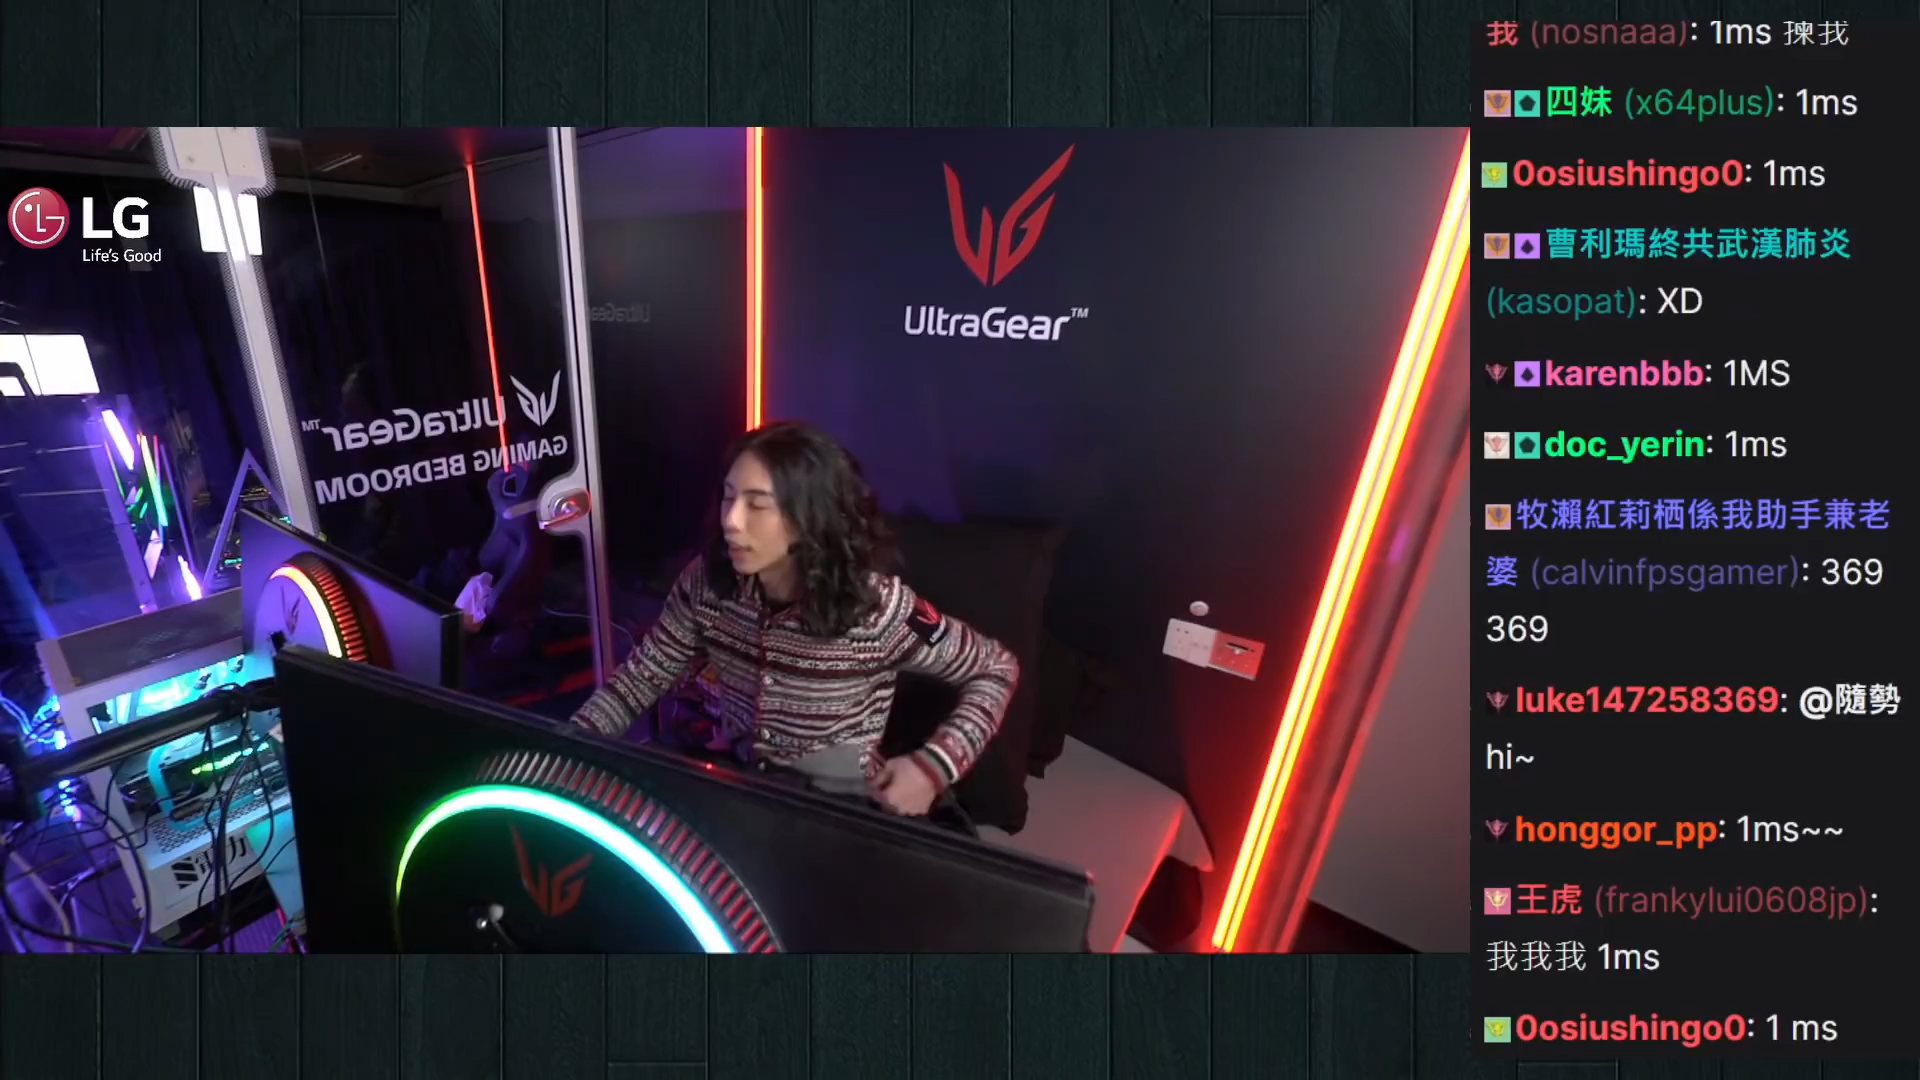 LG
Life's Good
UltraGear™
UltraGear™
GAMING BEDROOM
我 (nosnaaa): 1ms 揀我
四妹 (x64plus): 1ms
0osiushingo0: 1ms
曹利瑪終共武漢肺炎
(kasopat): XD
karenbbb: 1MS
doc_yerin: 1ms
牧瀨紅莉栖係我助手兼老
婆 (calvinfpsgamer): 369
369
luke147258369: @隨勢
hi~
honggor_pp: 1ms~~
王虎 (frankylui0608jp):
我我我 1ms
0osiushingo0: 1 ms